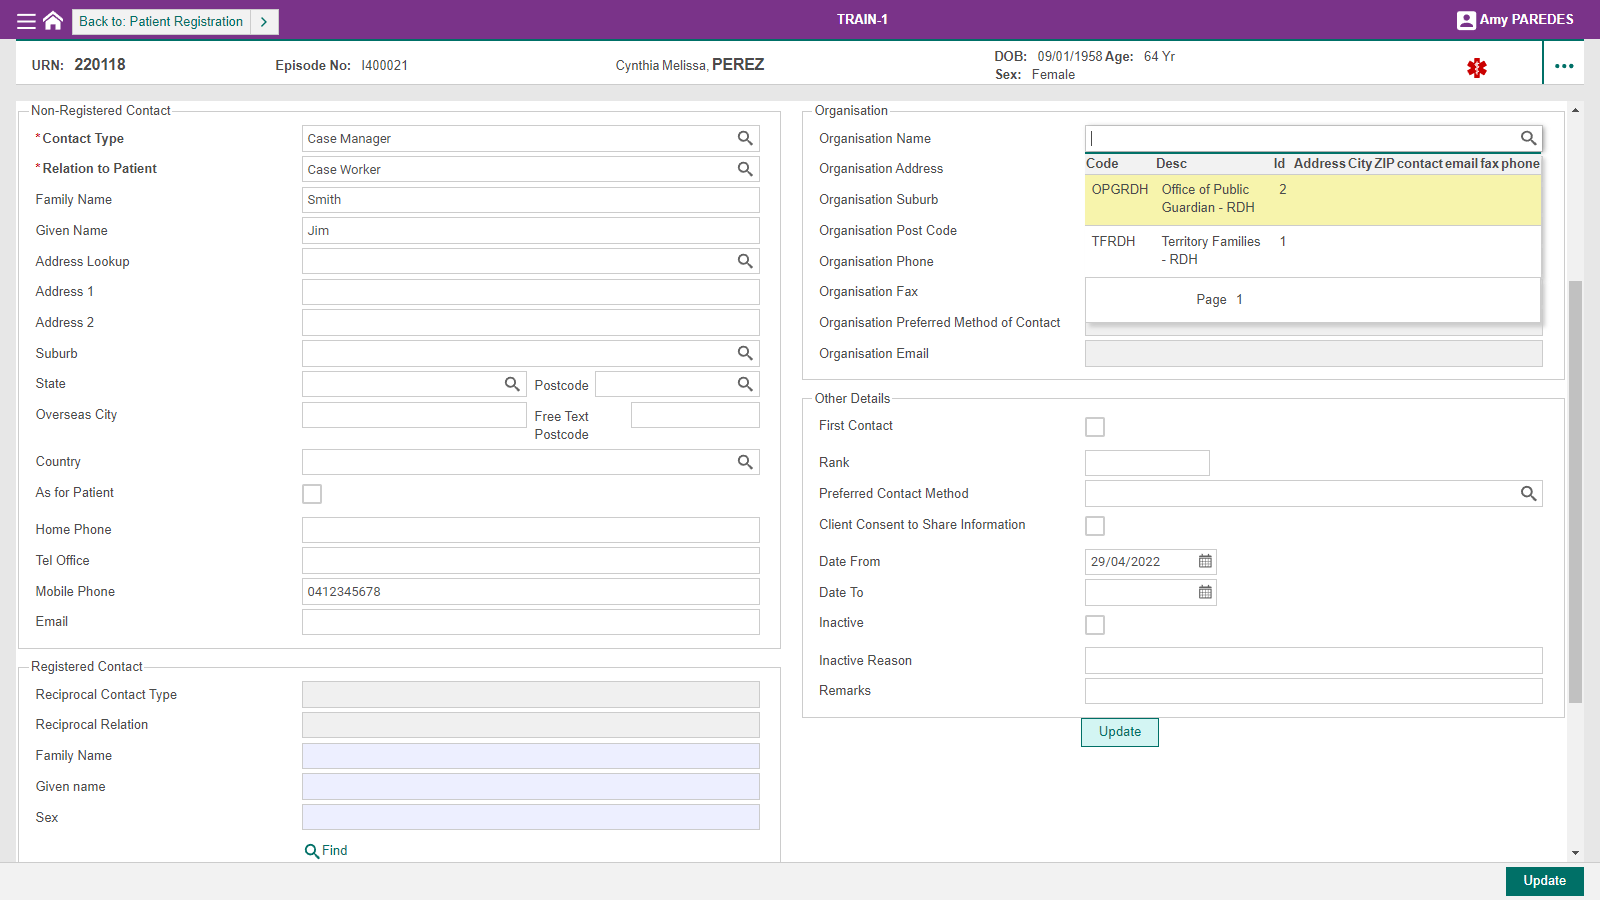 Back to: Patient Registration
TRAIN-1
Amy PAREDES
URN: 220118
Episode No: I400021
Cynthia Melissa, PEREZ
DOB: 09/01/1958 Age: 64 Yr
Sex: Female
Non-Registered Contact
*Contact Type Case Manager
*Relation to Patient Case Worker
Family Name Smith
Given Name Jim
Address Lookup
Address 1
Address 2
Suburb
State Postcode
Overseas City Free Text
Postcode
Country
As for Patient
Home Phone
Tel Office
Mobile Phone 0412345678
Email
Registered Contact
Reciprocal Contact Type
Reciprocal Relation
Family Name
Given name
Sex
Find
Organisation
Organisation Name
Organisation Address
Organisation Suburb
Organisation Post Code
Organisation Phone
Organisation Fax
Organisation Preferred Method of Contact
Organisation Email
Code Desc Id Address City ZIP contact email fax phone
OPGRDH Office of Public 2
Guardian - RDH
TFRDH Territory Families 1
- RDH
Page 1
Other Details
First Contact
Rank
Preferred Contact Method
Client Consent to Share Information
Date From 29/04/2022
Date To
Inactive
Inactive Reason
Remarks
Update
Update